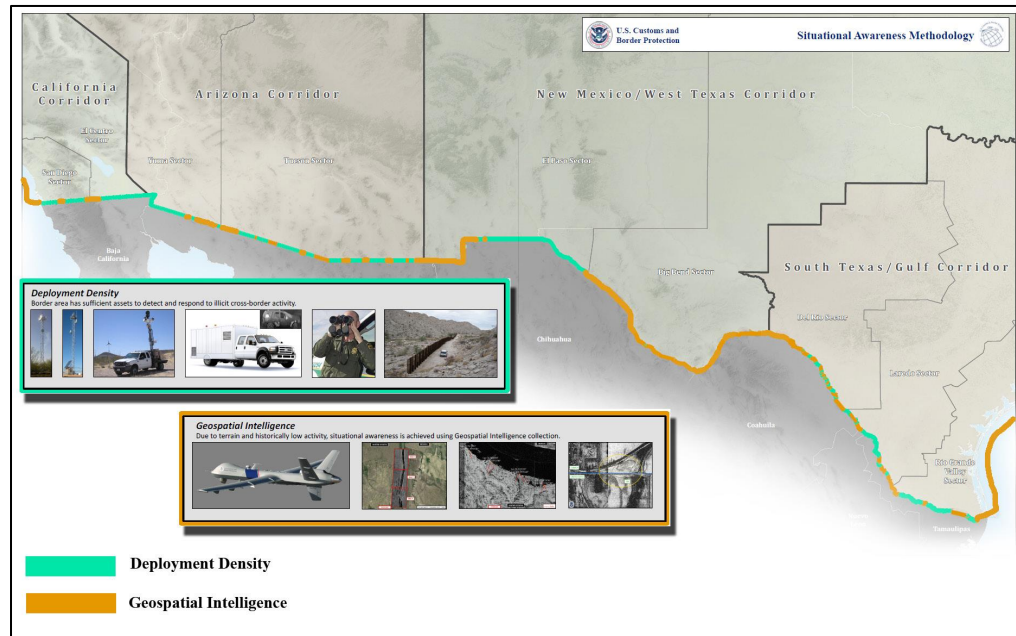 U.S. Customs and
Border Protection
Situational Awareness Methodology
California
Corridor
Arizona Corridor
New Mexico/West Texas Corridor
El Centro
Sector
Yuma Sector
Tucson Sector
El Paso Sector
San Diego
Sector
Baja
California
Big Bend Sector
South Texas/Gulf Corridor
Del Rio Sector
Chihuahua
Laredo Sector
Coahuila
Rio Grande
Valley
Sector
Tamaulipas
Deployment Density
Border area has sufficient assets to detect and respond to illicit cross-border activity.
Geospatial Intelligence
Due to terrain and historically low activity, situational awareness is achieved using Geospatial Intelligence collection.
Deployment Density
Geospatial Intelligence